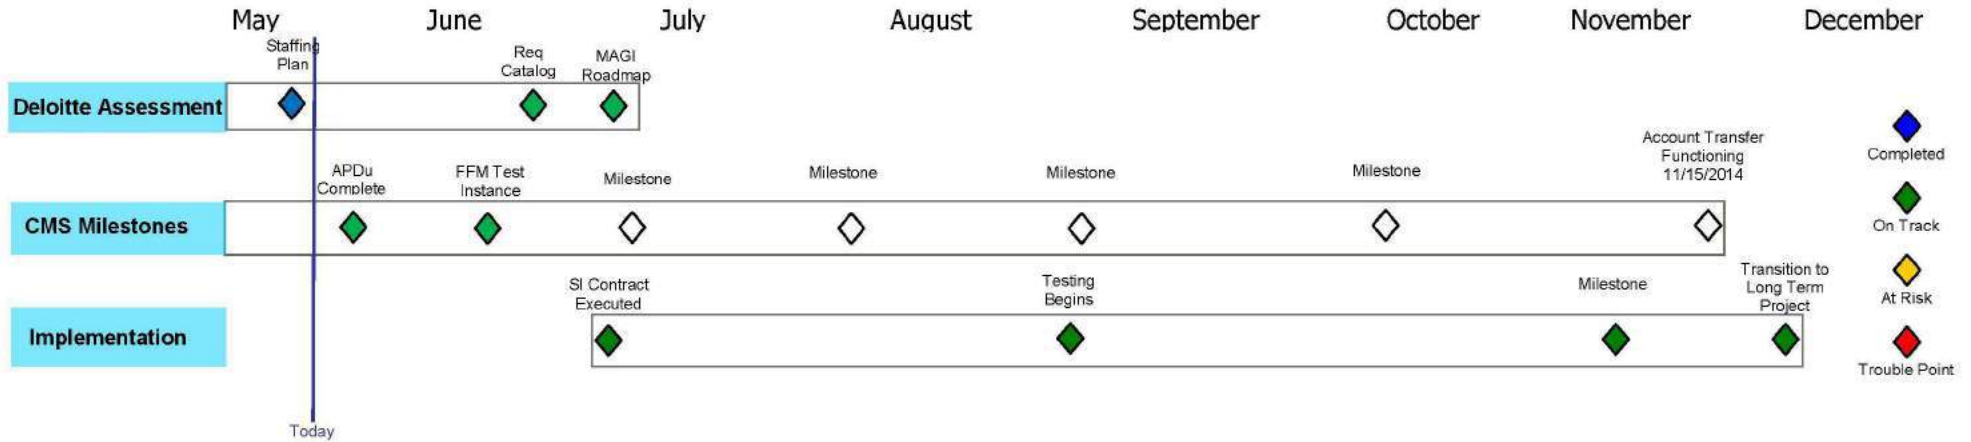 May June July August September October November December
Staffing
Plan
Req
Catalog
MAGI
Roadmap
Deloitte Assessment
APDu
Complete
FFM Test
Instance
Milestone
Milestone
Milestone
Milestone
Account Transfer
Functioning
11/15/2014
CMS Milestones
SI Contract
Executed
Testing
Begins
Milestone
Transition to
Long Term
Project
Implementation
Today
Completed
On Track
At Risk
Trouble Point